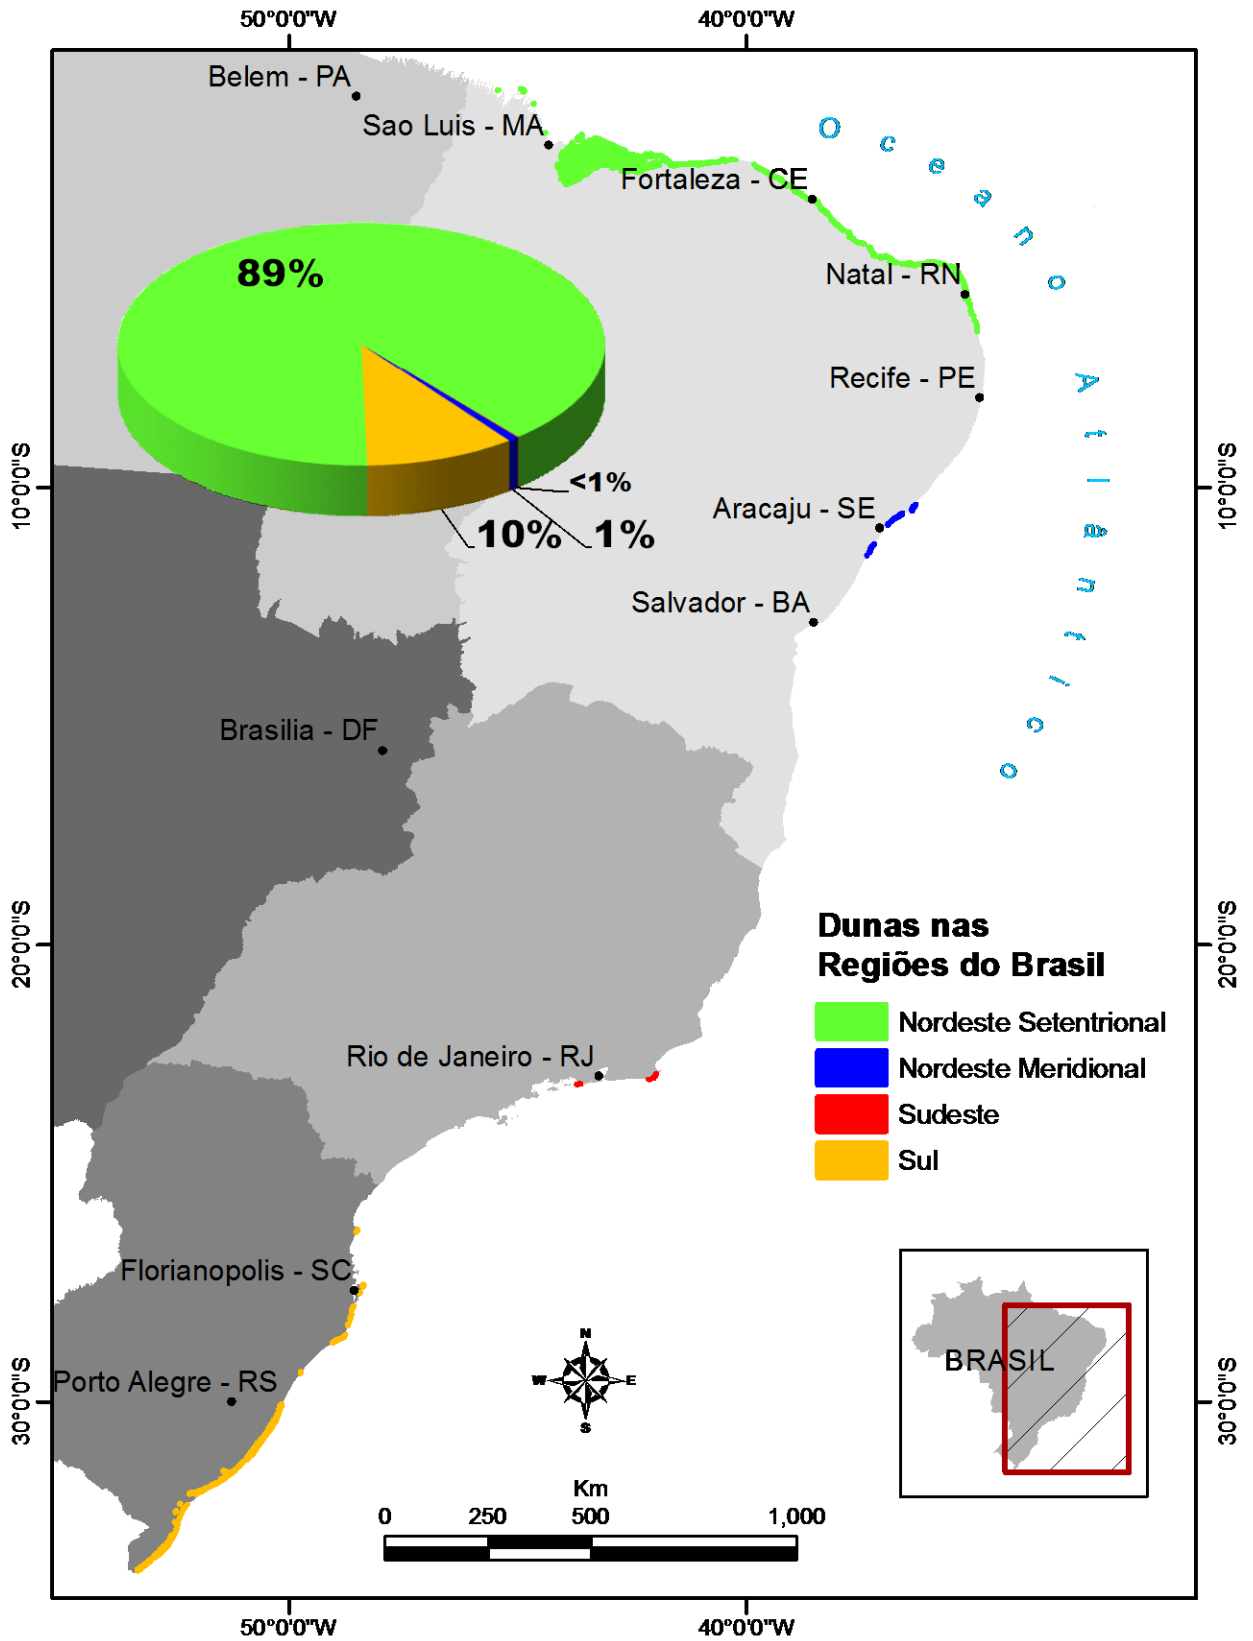 50°0'0"W
40°0'0"W
Belem - PA
Sao Luis - MA
Fortaleza - CE
Natal - RN
Recife - PE
Aracaju - SE
Salvador - BA
Brasilia - DF
Rio de Janeiro - RJ
Florianopolis - SC
Porto Alegre - RS
Oceano Atlântico
89%
<1%
10%
1%
10°0'0"S
10°0'0"S
20°0'0"S
20°0'0"S
30°0'0"S
30°0'0"S
Dunas nas
Regiões do Brasil
Nordeste Setentrional
Nordeste Meridional
Sudeste
Sul
BRASIL
N
W
E
S
Km
0 250 500 1,000
50°0'0"W
40°0'0"W